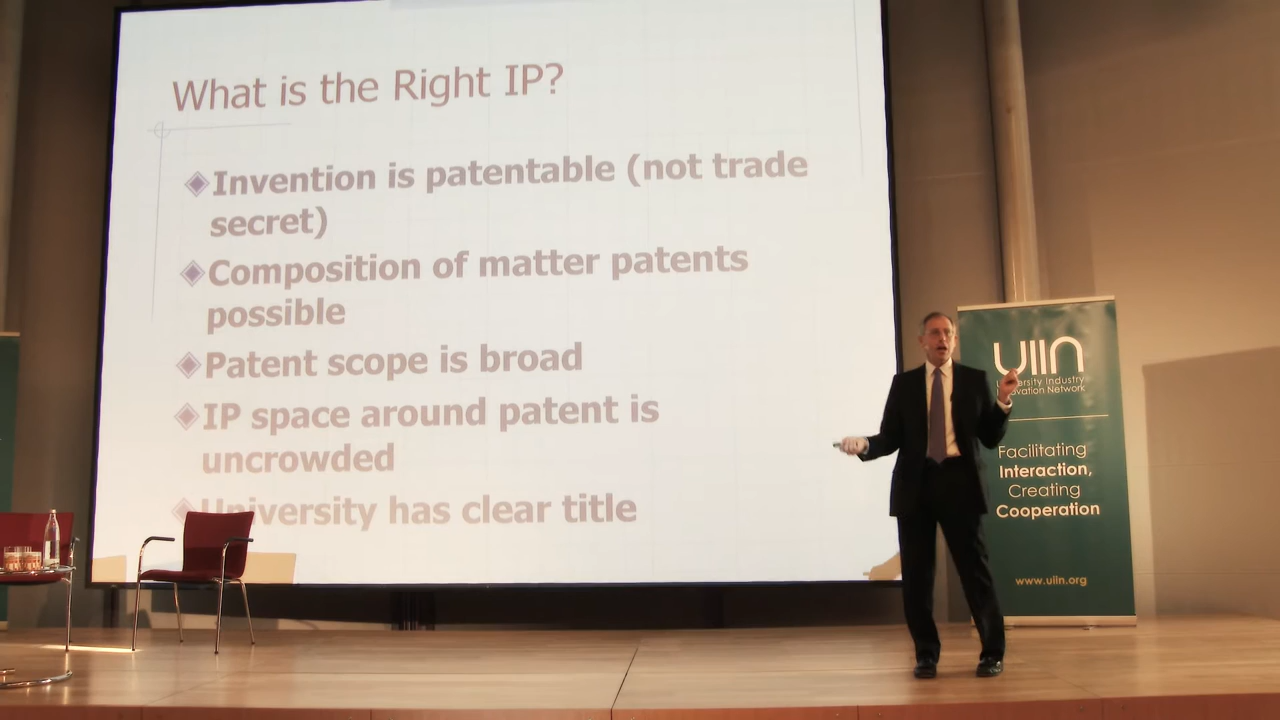 What is the Right IP?
Invention is patentable (not trade
secret)
Composition of matter patents
possible
Patent scope is broad
IP space around patent is
uncrowded
University has clear title
uiin
Industry
Network
Facilitating
Interaction,
Creating
Cooperation
www.uiin.org